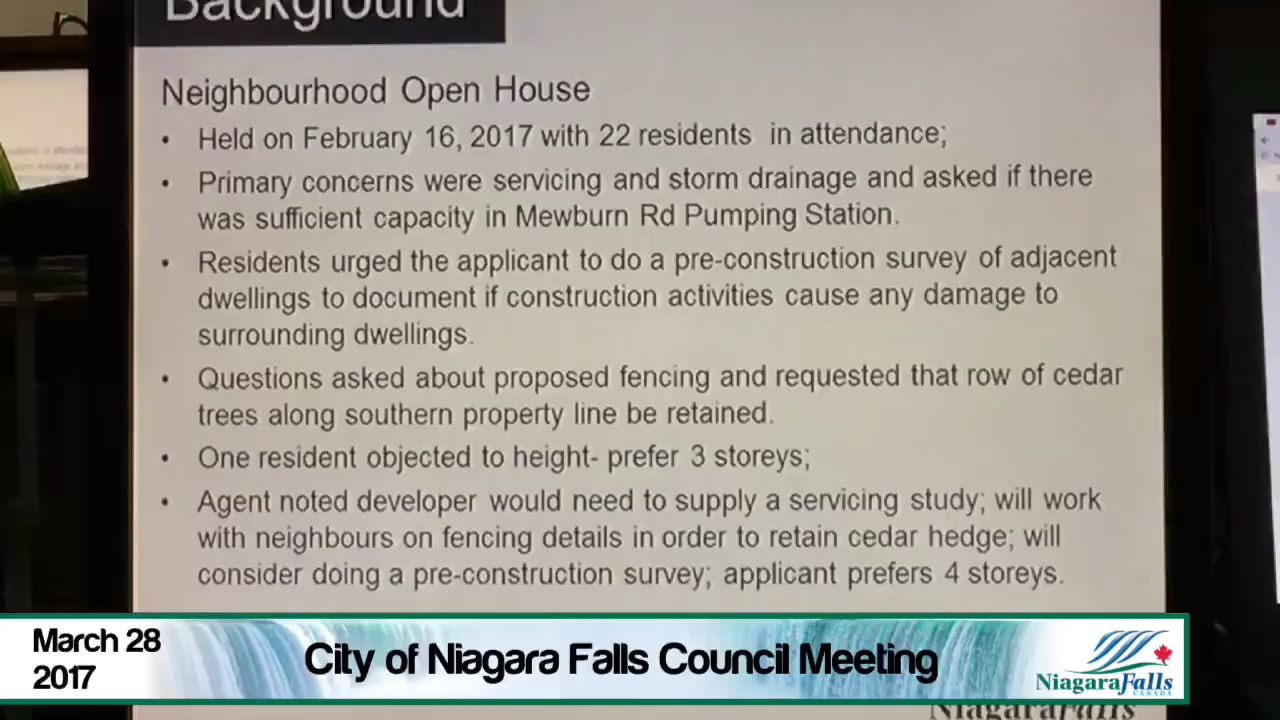 Background
Neighbourhood Open House
• Held on February 16, 2017 with 22 residents in attendance;
• Primary concerns were servicing and storm drainage and asked if there
was sufficient capacity in Mewburn Rd Pumping Station.
• Residents urged the applicant to do a pre-construction survey of adjacent
dwellings to document if construction activities cause any damage to
surrounding dwellings.
• Questions asked about proposed fencing and requested that row of cedar
trees along southern property line be retained.
• One resident objected to height- prefer 3 storeys;
• Agent noted developer would need to supply a servicing study; will work
with neighbours on fencing details in order to retain cedar hedge; will
consider doing a pre-construction survey; applicant prefers 4 storeys.
March 28
2017
City of Niagara Falls Council Meeting
NiagaraFalls
CANADA
NiagaraFalls